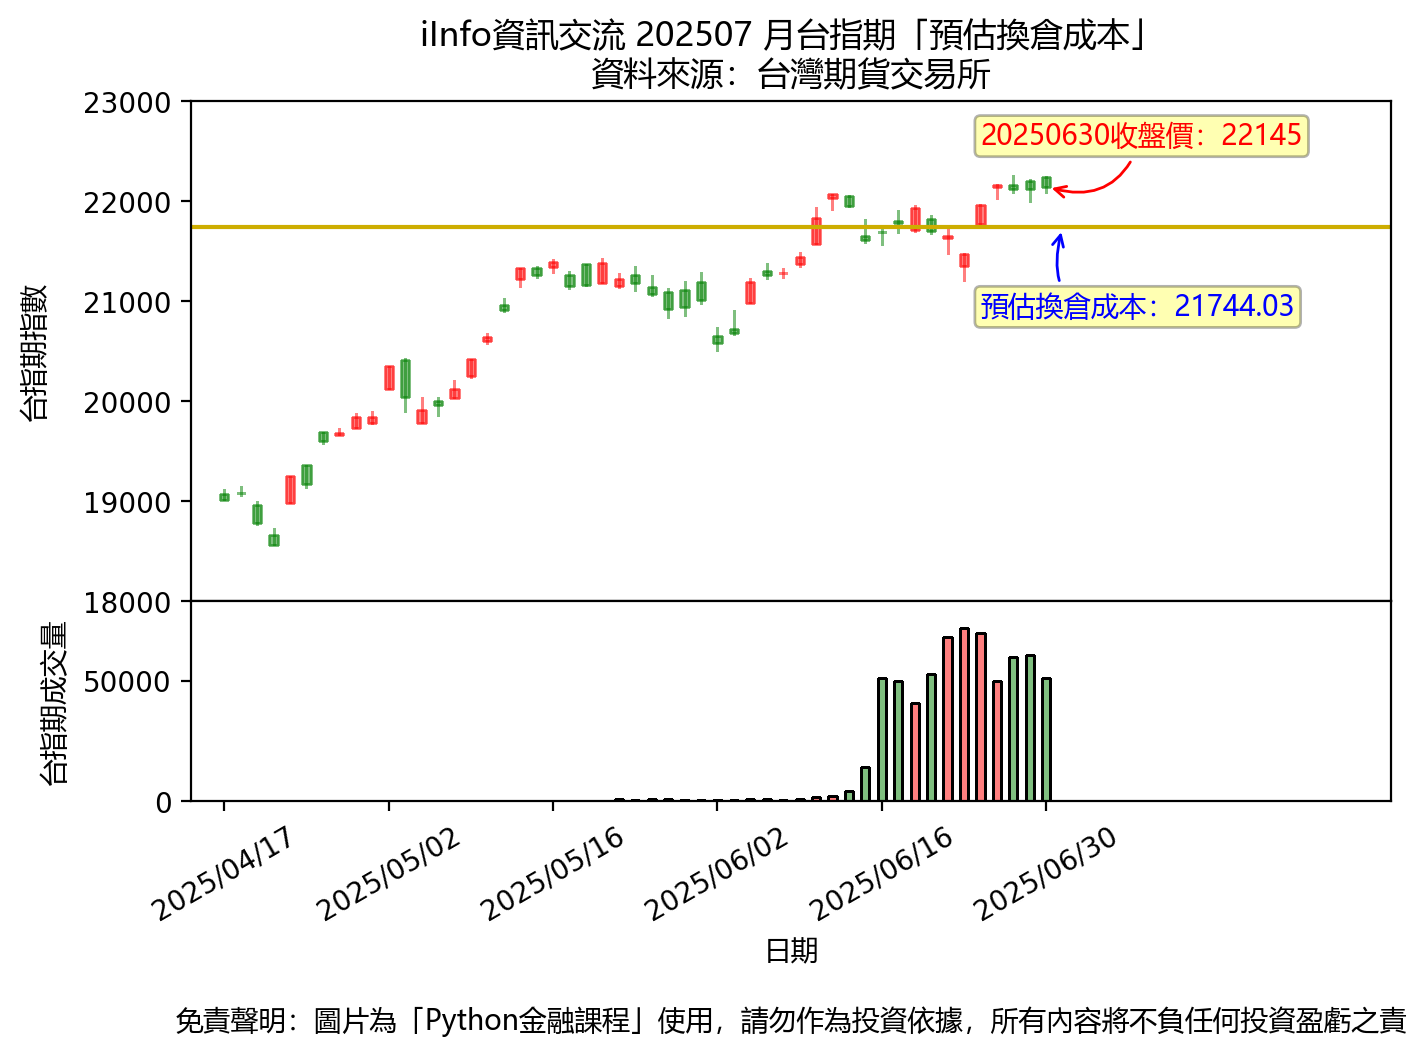 iInfo資訊交流 202507 月台指期「預估換倉成本」
資料來源：台灣期貨交易所
23000
22000
21000
20000
19000
18000
台指期指數
20250630收盤價：22145
預估換倉成本：21744.03
50000
0
台指期成交量
2025/04/17
2025/05/02
2025/05/16
2025/06/02
2025/06/16
2025/06/30
日期
免責聲明：圖片為「Python金融課程」使用，請勿作為投資依據，所有內容將不負任何投資盈虧之責